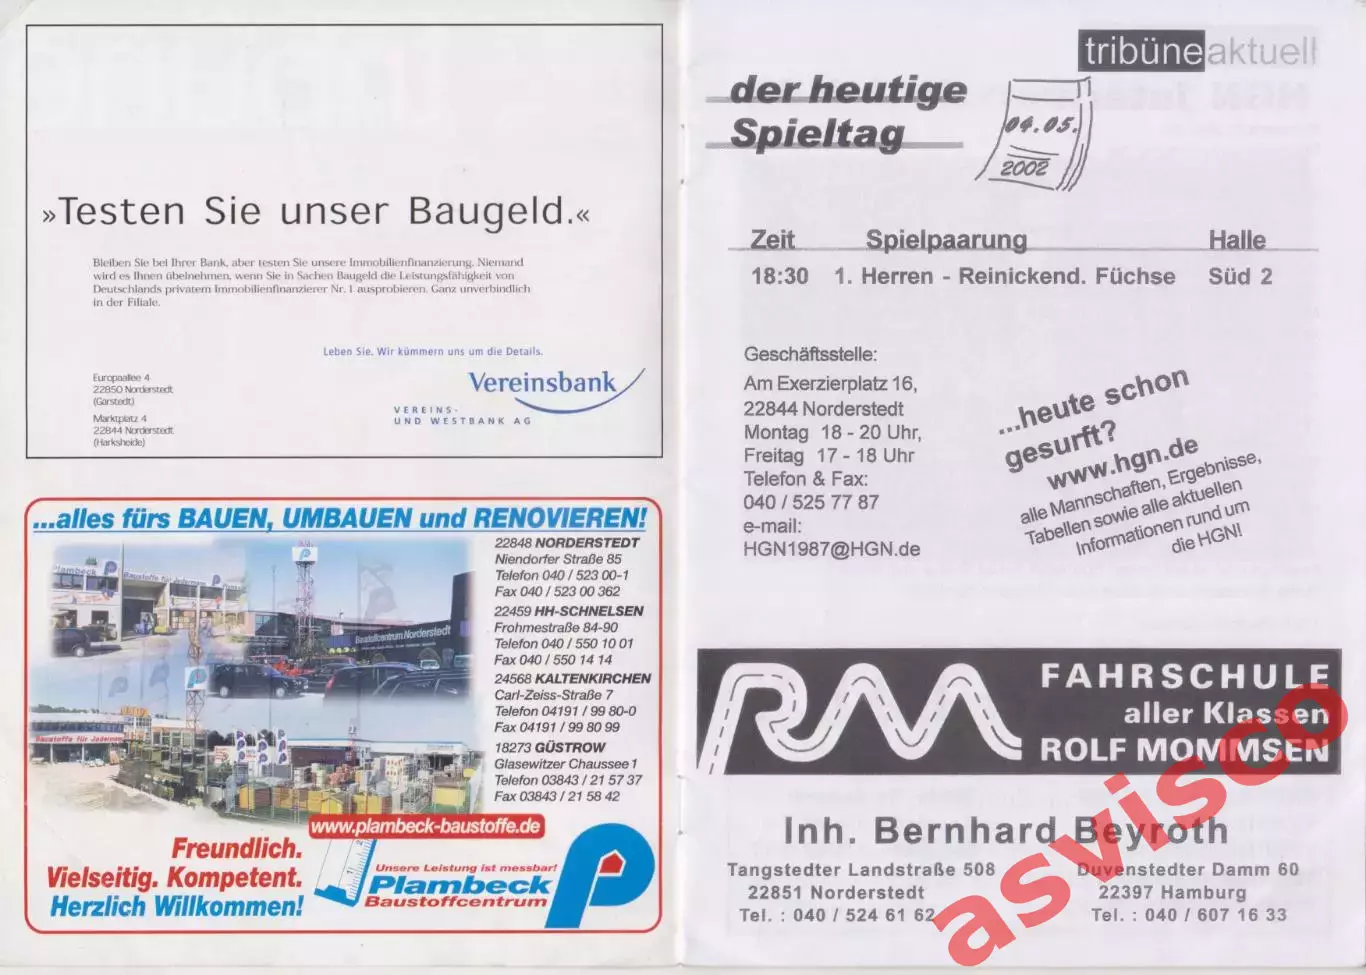 »Testen Sie unser Baugeld.«
Bleiben Sie bei Ihrer Bank, aber testen Sie unsere Immobilienfinanzierung. Niemand
wird es Ihnen übelnehmen, wenn Sie in Sachen Baugeld die Leistungsfähigkeit von
Deutschlands privatem Immobilienfinanzierer Nr. 1 ausprobieren. Ganz unverbindlich
in der Filiale.
Leben Sie. Wir kümmern uns um die Details.
Europaallee 4
22850 Norderstedt
(Garstedt)
Marktplatz 4
22844 Norderstedt
(Harksheide)
Vereinsbank
VEREINS-
UND WESTBANK AG
...alles fürs BAUEN, UMBAUEN und RENOVIEREN!
Plambeck
Baustoffe für Jedermann
Baustoffcentrum Norderstedt
22848 NORDERSTEDT
Niendorfer Straße 85
Telefon 040 / 523 00-1
Fax 040 / 523 00 362
22459 HH-SCHNELSEN
Frohmestraße 84-90
Telefon 040 / 550 10 01
Fax 040 / 550 14 14
24568 KALTENKIRCHEN
Carl-Zeiss-Straße 7
Telefon 04191 / 99 80-0
Fax 04191 / 99 80 99
18273 GÜSTROW
Glasewitzer Chaussee 1
Telefon 03843 / 21 57 37
Fax 03843 / 21 58 42
www.plambeck-baustoffe.de
Freundlich.
Vielseitig. Kompetent.
Herzlich Willkommen!
Unsere Leistung ist messbar!
Plambeck
Baustoffcentrum
tribüneaktuell
der heutige
Spieltag
04.05.
2002
Zeit Spielpaarung Halle
18:30 1. Herren - Reinickend. Füchse Süd 2
Geschäftsstelle:
Am Exerzierplatz 16,
22844 Norderstedt
Montag 18 - 20 Uhr,
Freitag 17 - 18 Uhr
Telefon & Fax:
040 / 525 77 87
e-mail:
HGN1987@HGN.de
...heute schon
gesurft?
www.hgn.de
alle Mannschaften, Ergebnisse,
Tabellen sowie alle aktuellen
Informationen rund um
die HGN!
RM
FAHRSCHULE
aller Klassen
ROLF MOMMSEN
Inh. Bernhard Beyroth
Tangstedter Landstraße 508
22851 Norderstedt
Tel. : 040 / 524 61 62
Duvenstedter Damm 60
22397 Hamburg
Tel. : 040 / 607 16 33
asvisco